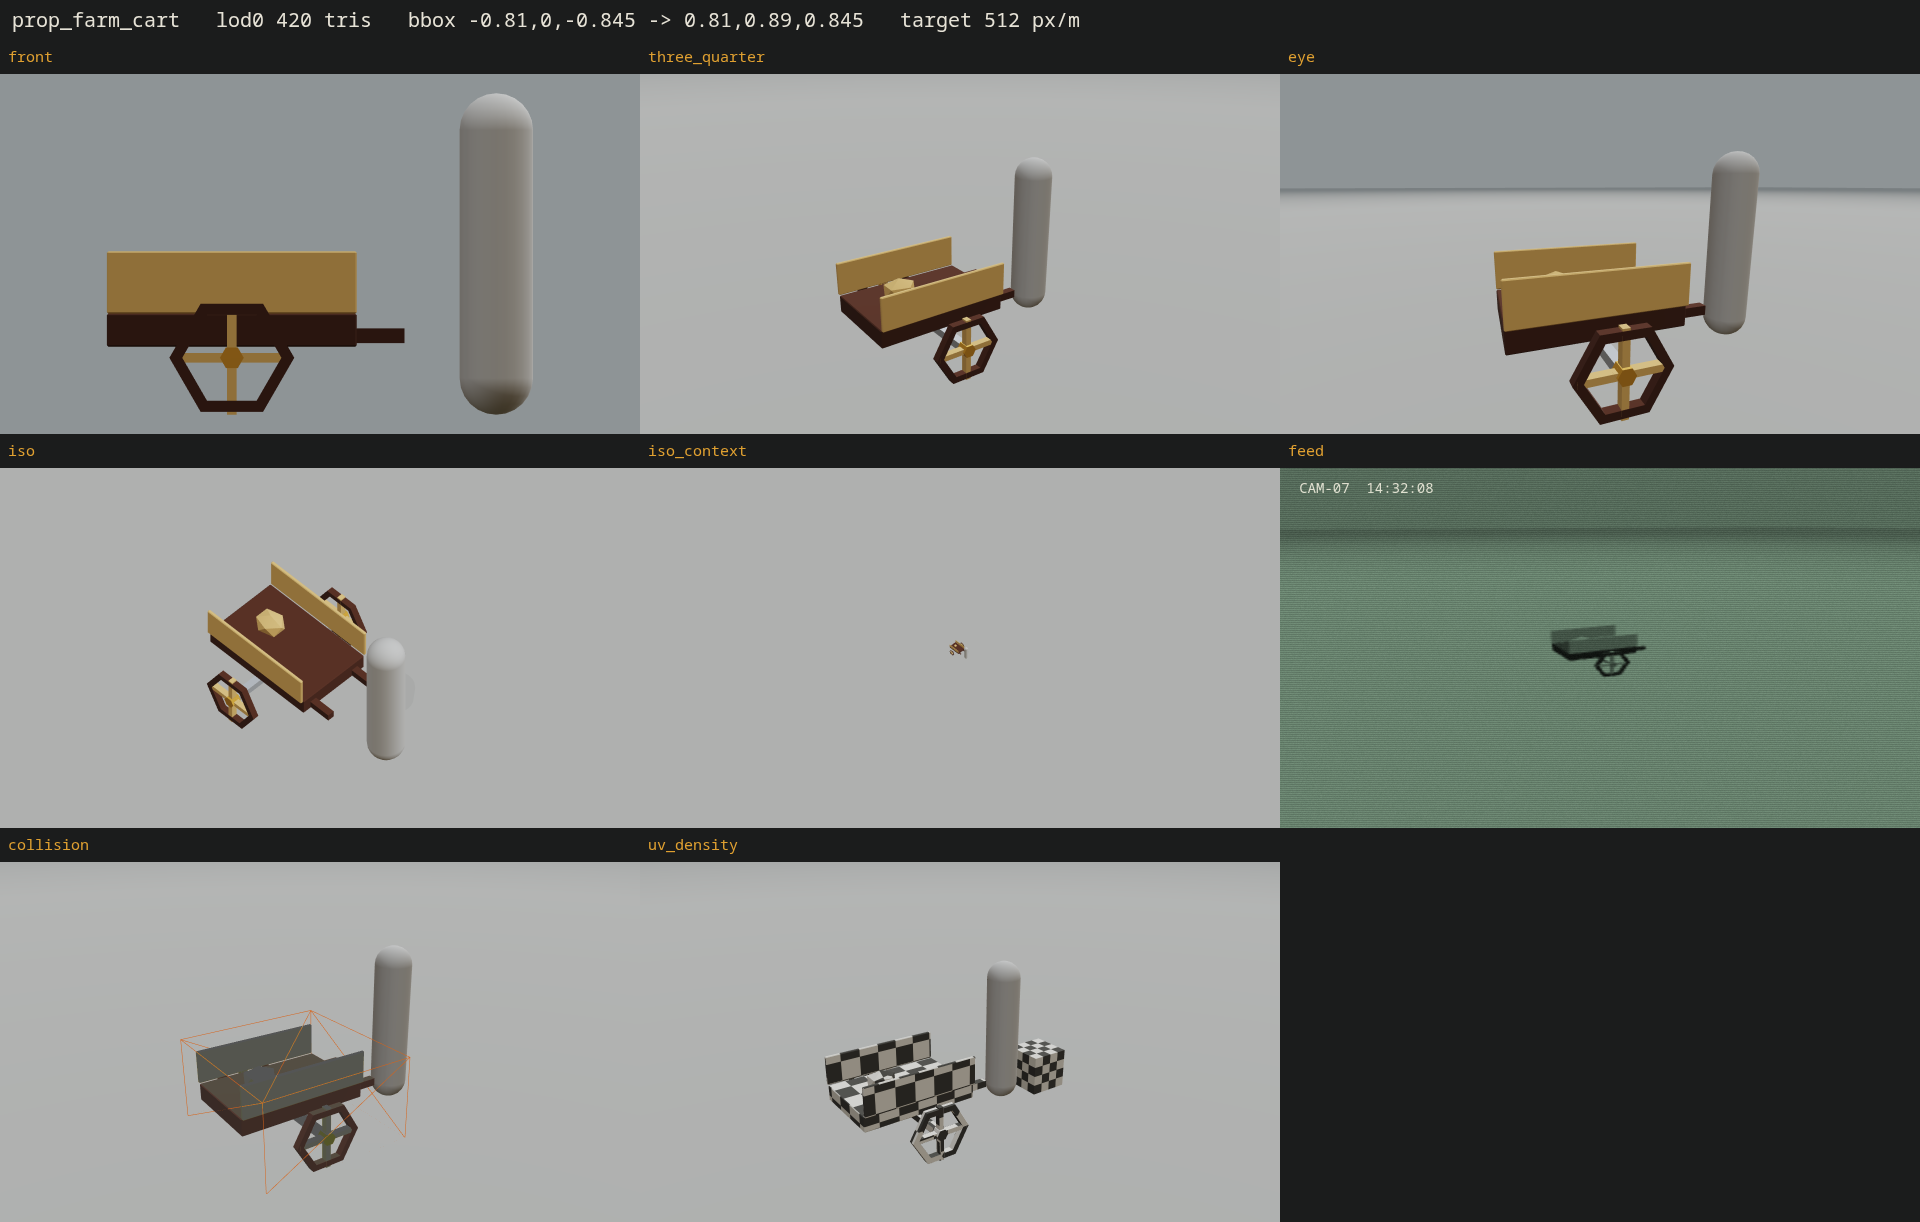 prop_farm_cart   lod0 420 tris   bbox -0.81,0,-0.845 -> 0.81,0.89,0.845   target 512 px/m
front
three_quarter
eye
iso
iso_context
feed
CAM-07  14:32:08
collision
uv_density